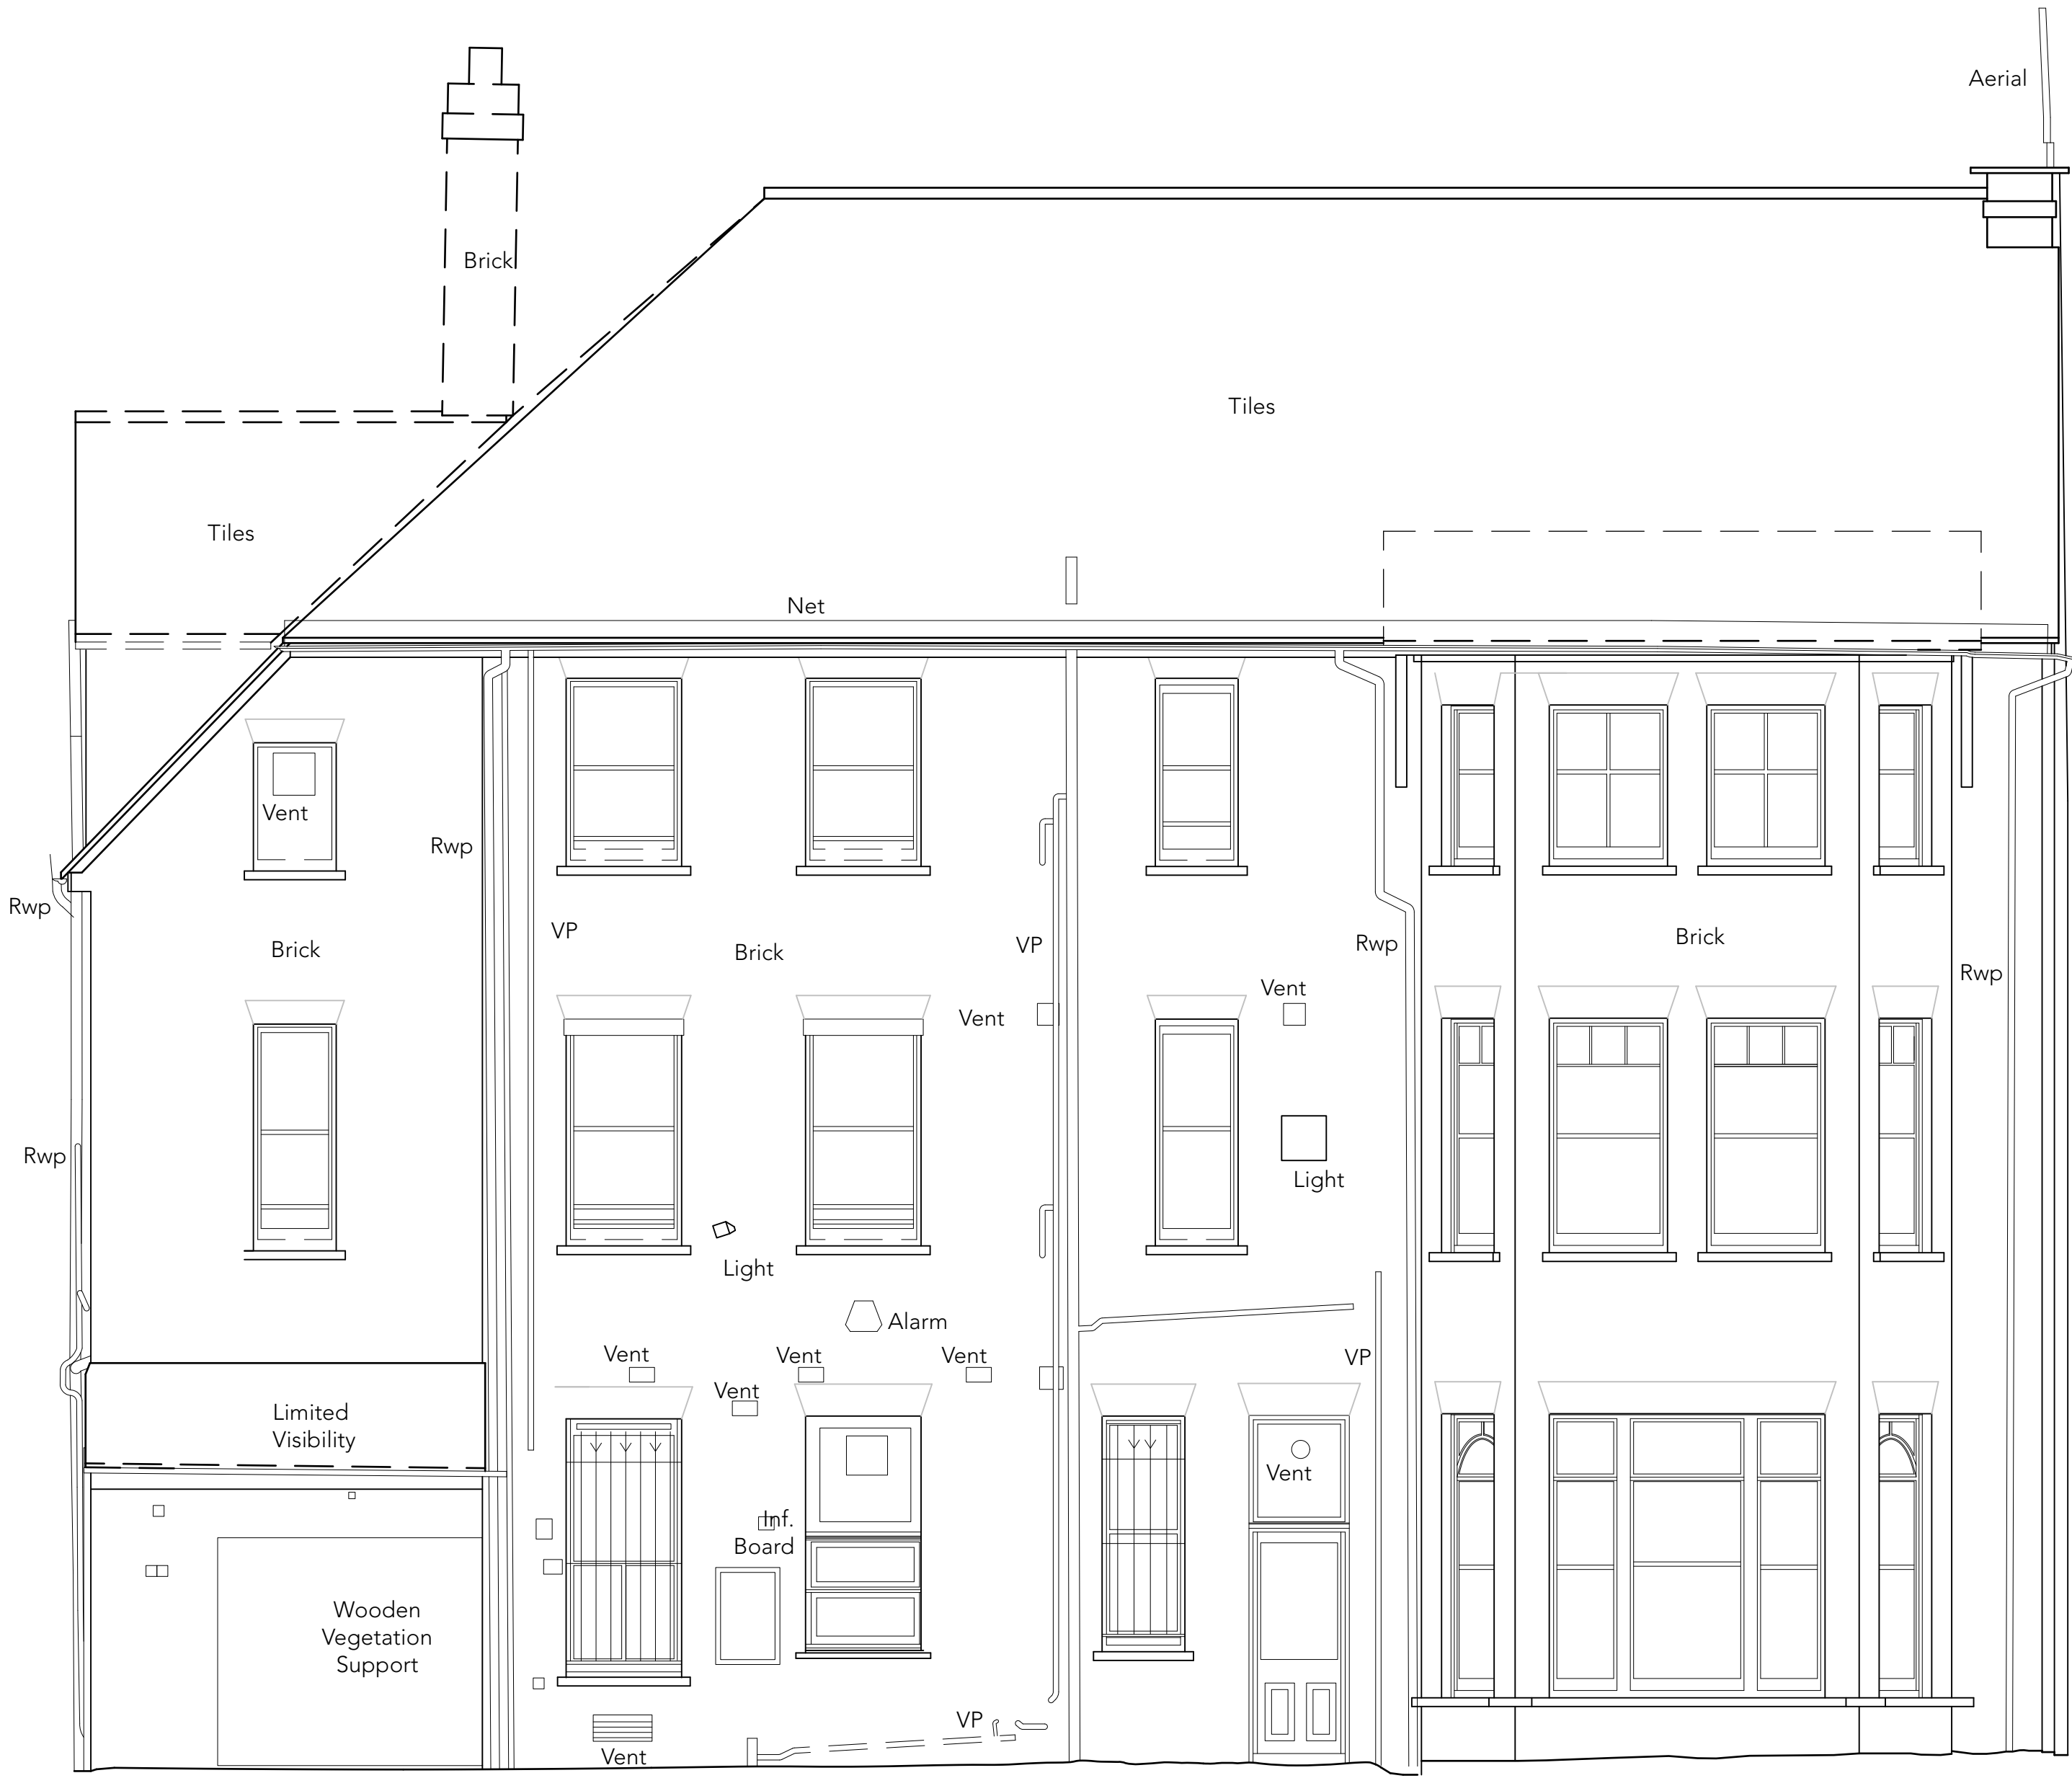 Aerial
Brick
Tiles
Tiles
Net
Vent
Rwp
Rwp
VP
VP
Brick
Brick
Brick
Rwp
Rwp
Vent
Vent
Rwp
Light
Light
Alarm
Vent
Vent
Vent
VP
Vent
Limited
Visibility
Vent
Inf.
Board
Wooden
Vegetation
Support
VP
Vent